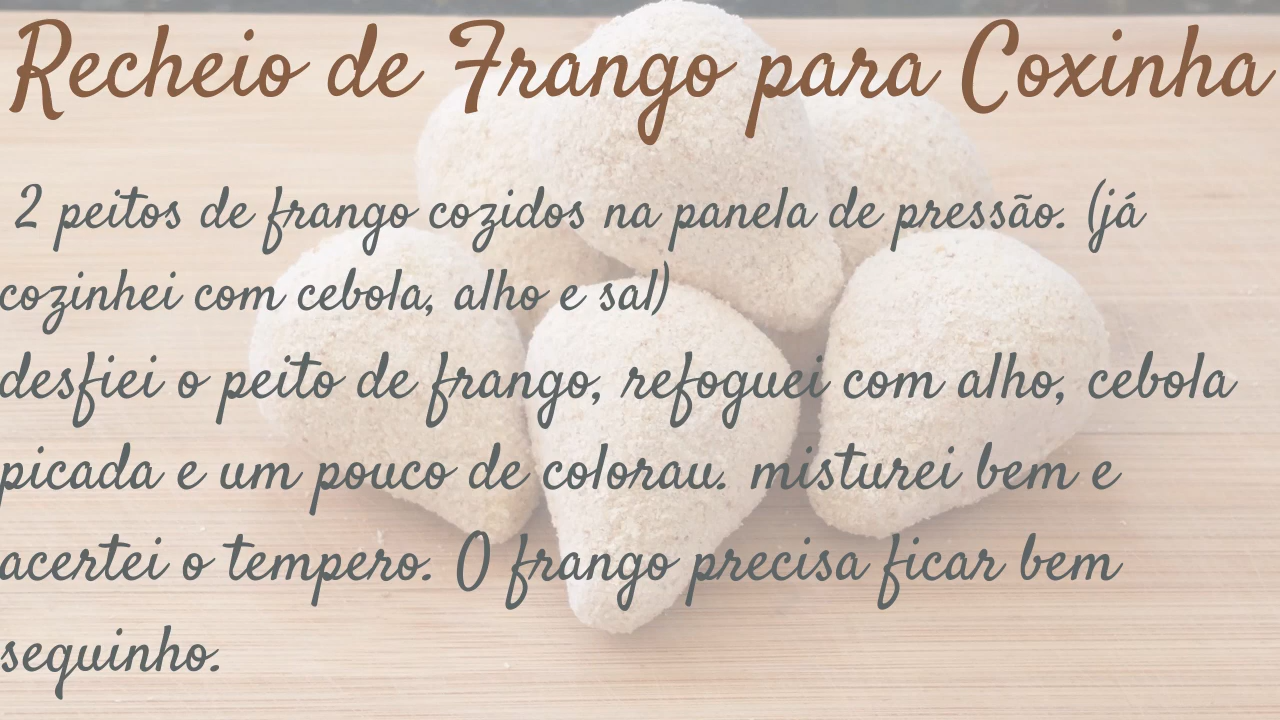 Recheio de Frango para Coxinha
2 peitos de frango cozidos na panela de pressão. (já
cozinhei com cebola, alho e sal)
desfiei o peito de frango, refoguei com alho, cebola
picada e um pouco de colorau. misturei bem e
acertei o tempero. O frango precisa ficar bem
sequinho.